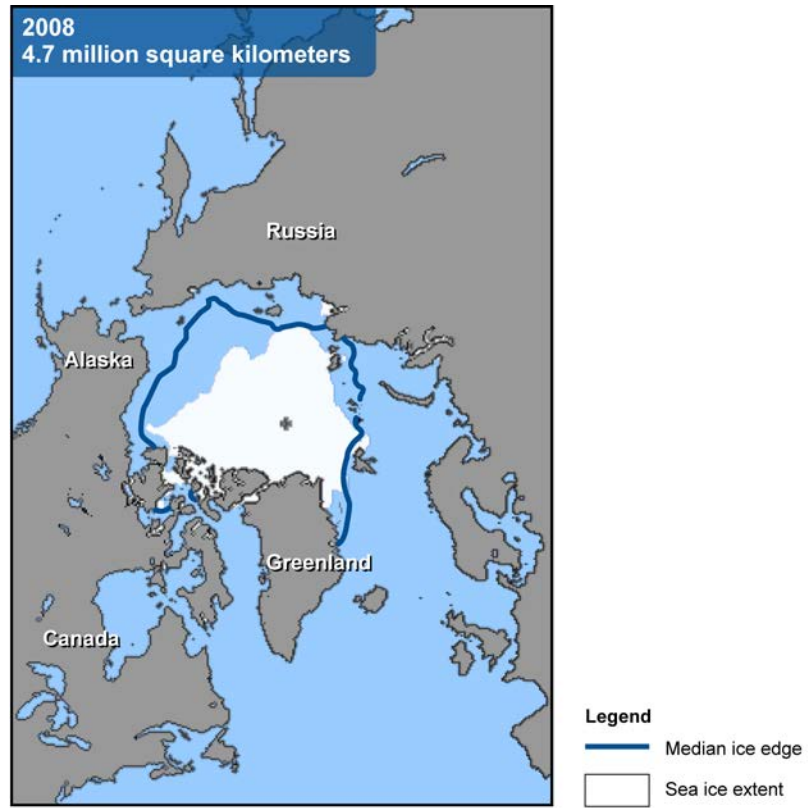 2008
4.7 million square kilometers
Russia
Alaska
Greenland
Canada
Legend
Median ice edge
Sea ice extent